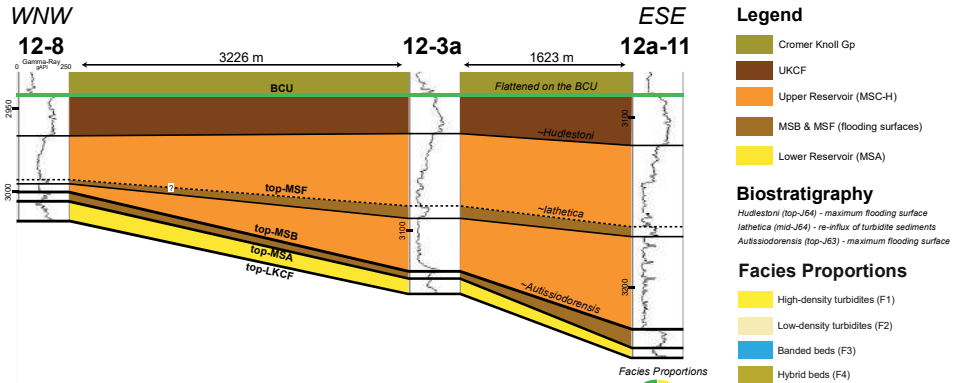 WNW
ESE
12-8
12-3a
12a-11
Gamma-Ray
0 gAPI 250
3226 m
1623 m
BCU
Flattened on the BCU
2950
3100
~Hudlestoni
3000
?
top-MSF
~Iathetica
3100
top-MSB
top-MSA
top-LKCF
~Autissiodorensis
3200
Facies Proportions
Legend
Cromer Knoll Gp
UKCF
Upper Reservoir (MSC-H)
MSB & MSF (flooding surfaces)
Lower Reservoir (MSA)
Biostratigraphy
Hudlestoni (top-J64) - maximum flooding surface
Iathetica (mid-J64) - re-influx of turbidite sediments
Autissiodorensis (top-J63) - maximum flooding surface
Facies Proportions
High-density turbidites (F1)
Low-density turbidites (F2)
Banded beds (F3)
Hybrid beds (F4)